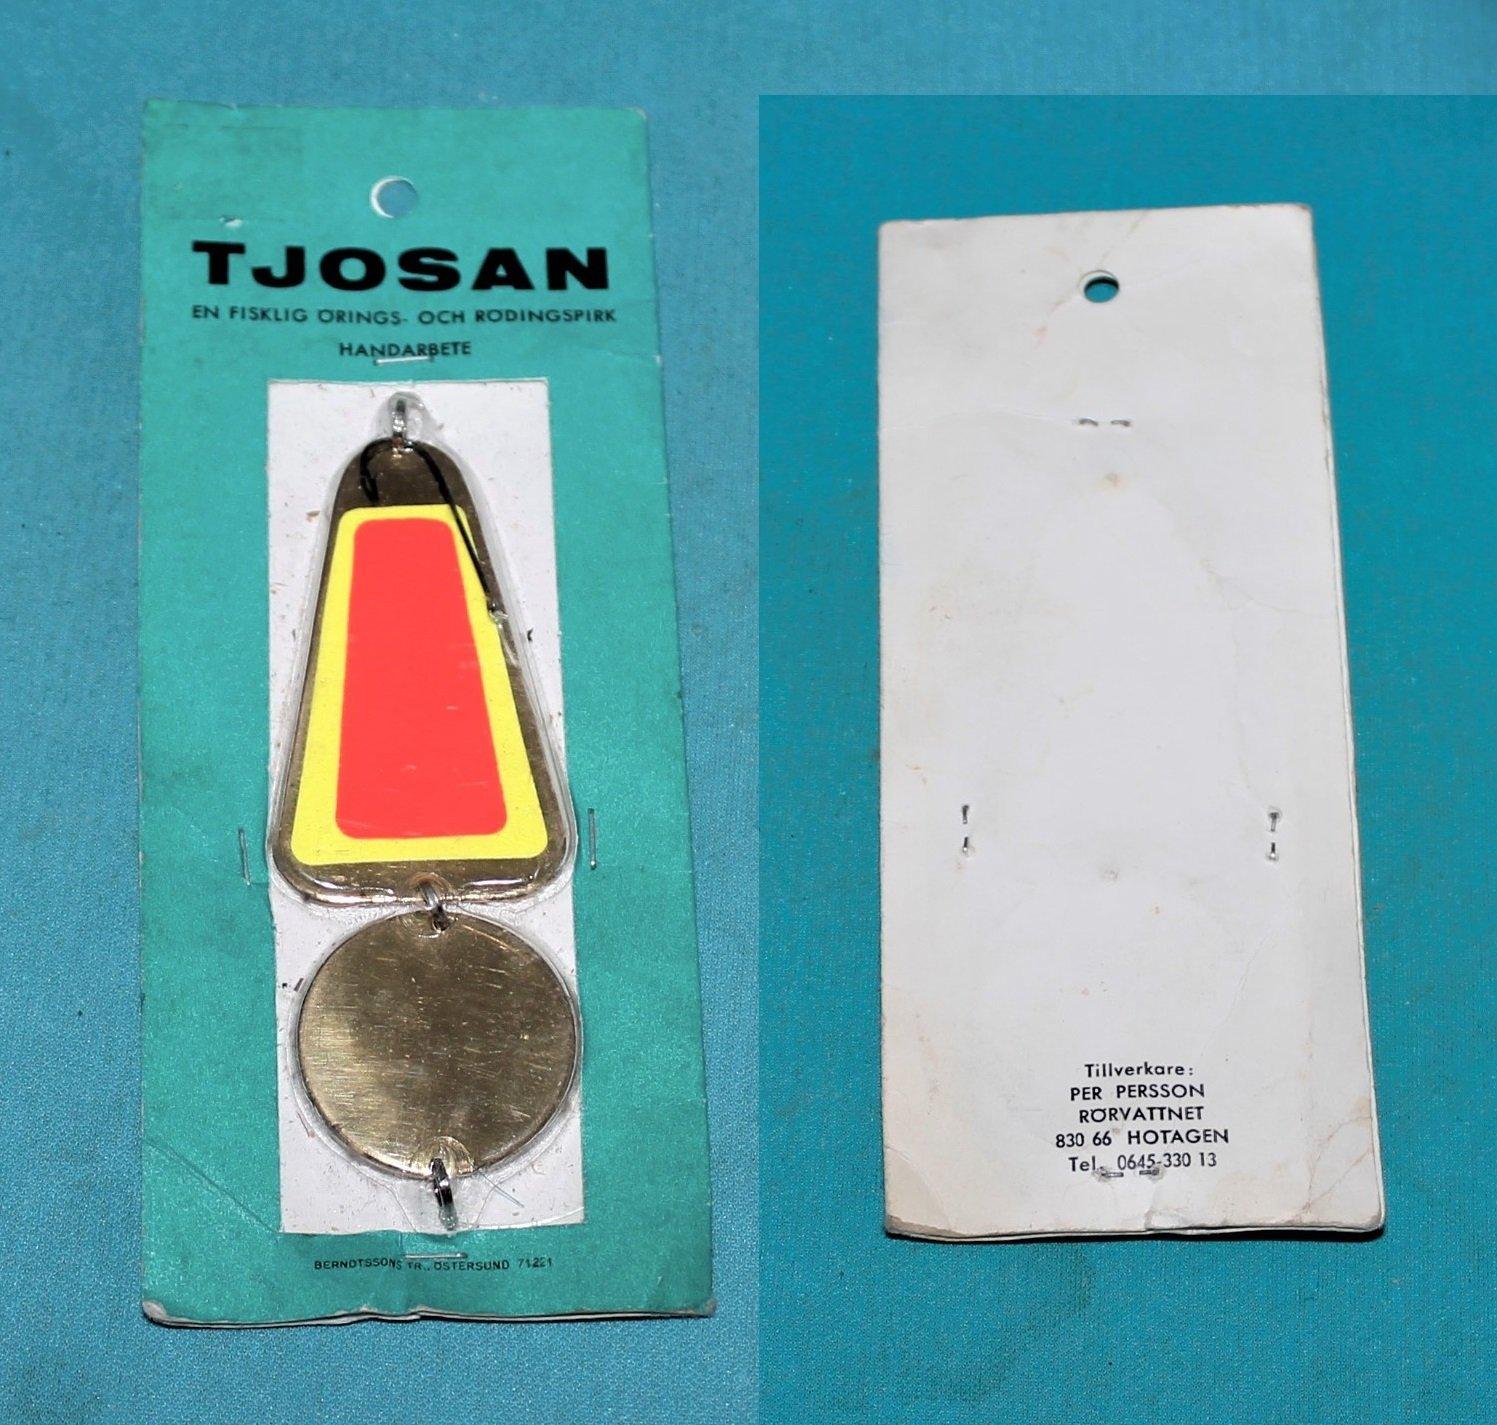 TJOSAN
EN FISKLIG ÖRINGS- OCH RÖDINGSPIRK
HANDARBETE
BERNDTSSONS TR., ÖSTERSUND 71221
Tillverkare:
PER PERSSON
RÖRVATTNET
830 66 HOTAGEN
Tel. 0645-330 13